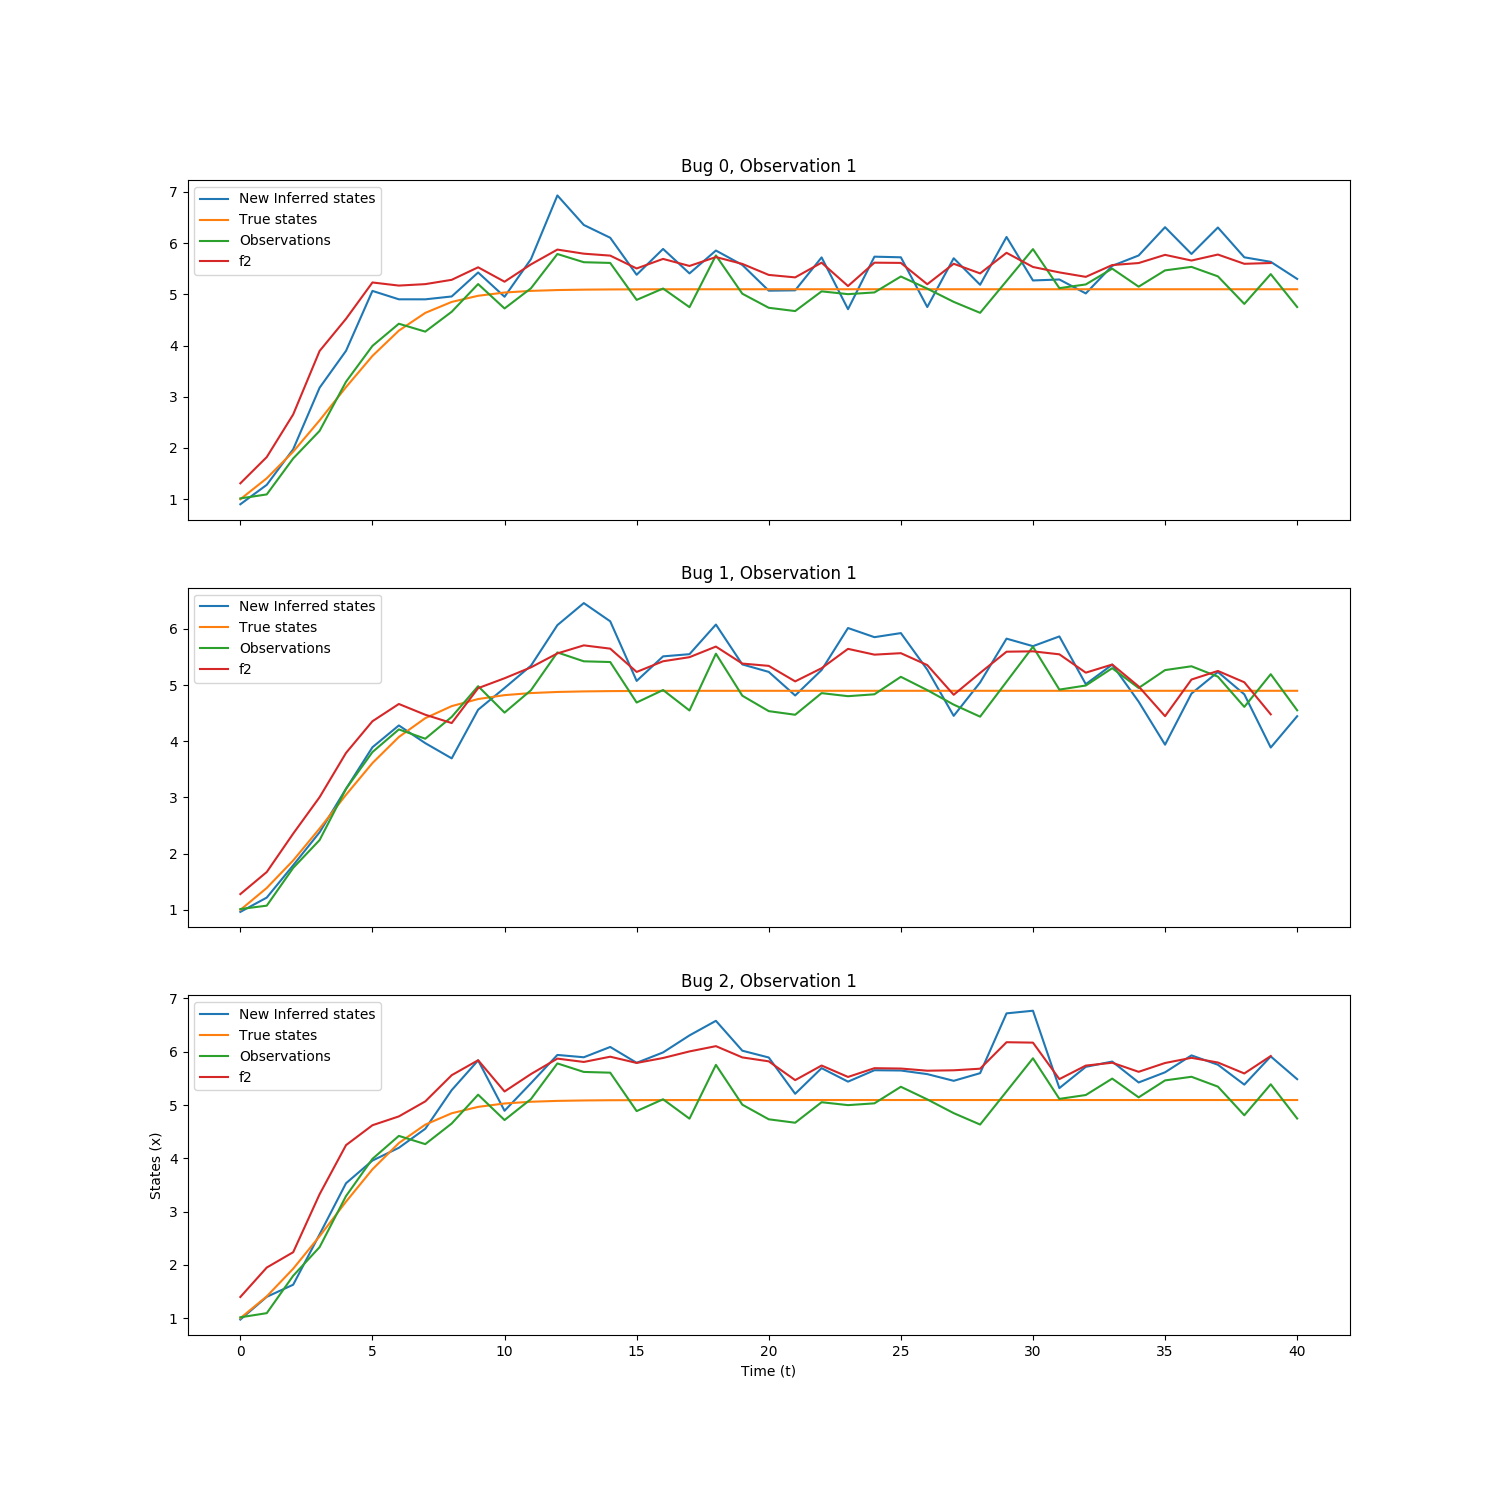 Bug 0, Observation 1
7
6
5
4
3
2
1
New Inferred states
True states
Observations
f2
Bug 1, Observation 1
6
5
4
3
2
1
New Inferred states
True states
Observations
f2
Bug 2, Observation 1
7
6
5
4
3
2
1
States (x)
New Inferred states
True states
Observations
f2
0 5 10 15 20 25 30 35 40
Time (t)